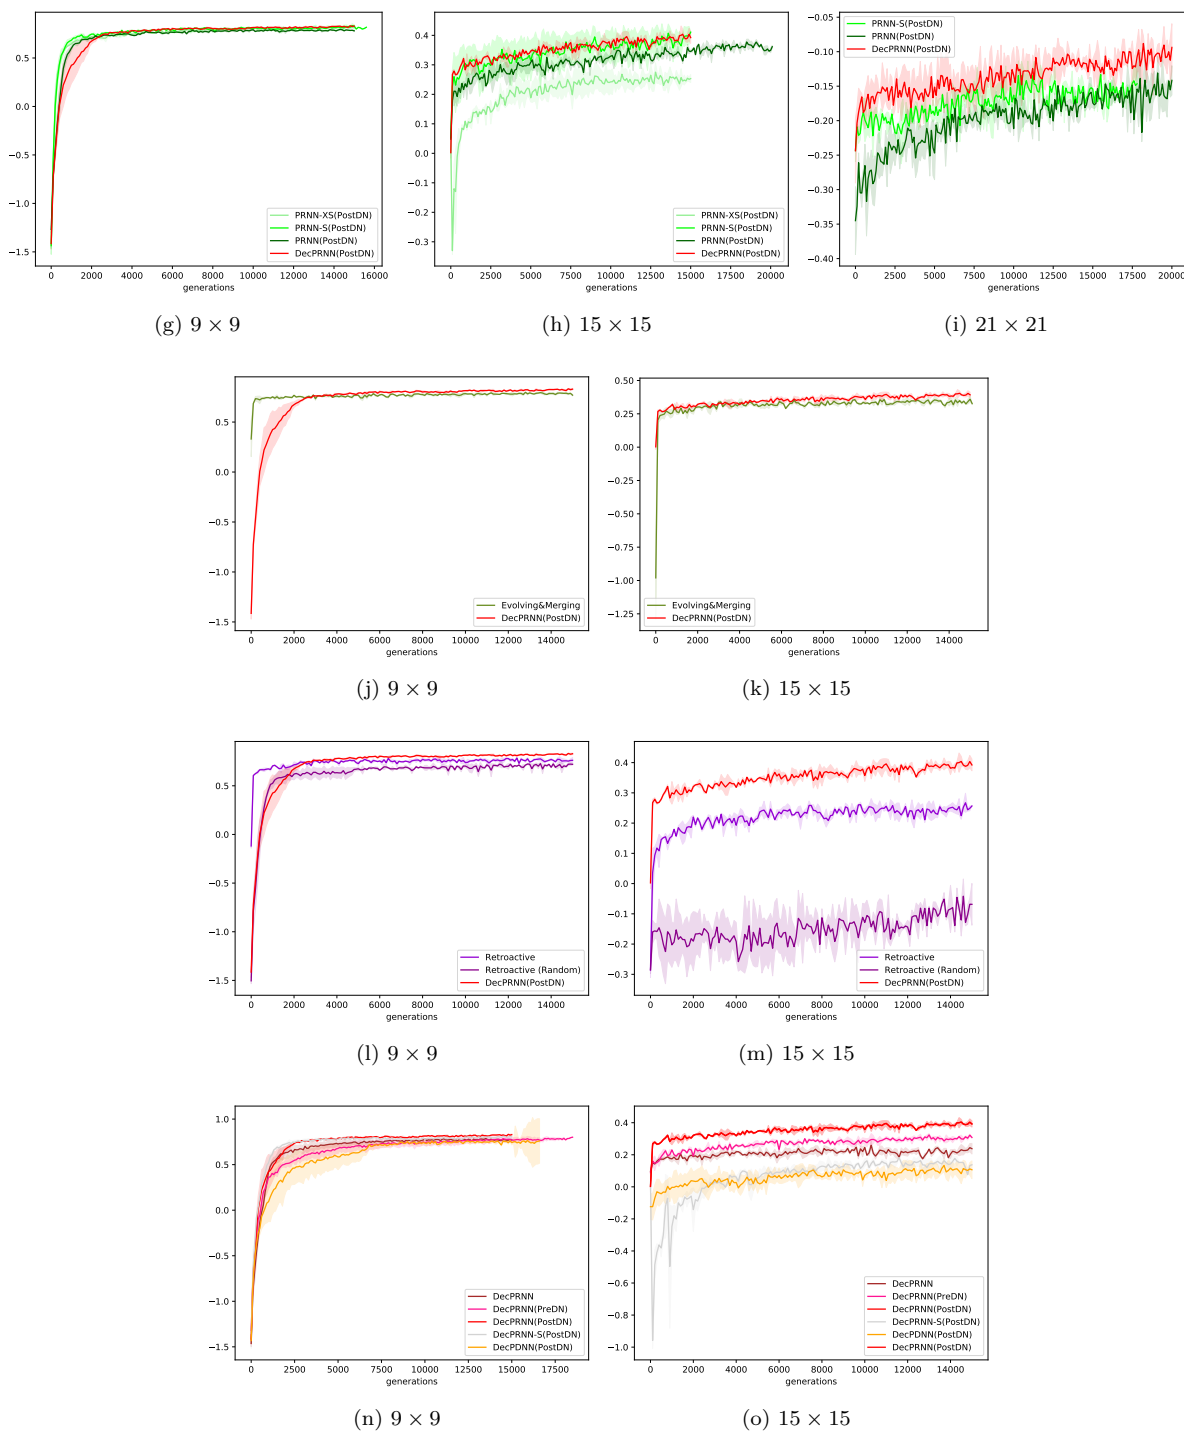 0.5
0.0
−0.5
−1.0
−1.5
0 2000 4000 6000 8000 10000 12000 14000 16000
generations
PRNN-XS(PostDN)
PRNN-S(PostDN)
PRNN(PostDN)
DecPRNN(PostDN)
(g) 9 × 9
0.4
0.3
0.2
0.1
0.0
−0.1
−0.2
−0.3
0 2500 5000 7500 10000 12500 15000 17500 20000
generations
PRNN-XS(PostDN)
PRNN-S(PostDN)
PRNN(PostDN)
DecPRNN(PostDN)
(h) 15 × 15
−0.05
−0.10
−0.15
−0.20
−0.25
−0.30
−0.35
−0.40
0 2500 5000 7500 10000 12500 15000 17500 20000
generations
PRNN-S(PostDN)
PRNN(PostDN)
DecPRNN(PostDN)
(i) 21 × 21
0.5
0.0
−0.5
−1.0
−1.5
0 2000 4000 6000 8000 10000 12000 14000
generations
Evolving&Merging
DecPRNN(PostDN)
(j) 9 × 9
0.50
0.25
0.00
−0.25
−0.50
−0.75
−1.00
−1.25
0 2000 4000 6000 8000 10000 12000 14000
generations
Evolving&Merging
DecPRNN(PostDN)
(k) 15 × 15
0.5
0.0
−0.5
−1.0
−1.5
0 2000 4000 6000 8000 10000 12000 14000
generations
Retroactive
Retroactive (Random)
DecPRNN(PostDN)
(l) 9 × 9
0.4
0.3
0.2
0.1
0.0
−0.1
−0.2
−0.3
0 2000 4000 6000 8000 10000 12000 14000
generations
Retroactive
Retroactive (Random)
DecPRNN(PostDN)
(m) 15 × 15
1.0
0.5
0.0
−0.5
−1.0
−1.5
0 2500 5000 7500 10000 12500 15000 17500
generations
DecPRNN
DecPRNN(PreDN)
DecPRNN(PostDN)
DecPRNN-S(PostDN)
DecPDNN(PostDN)
(n) 9 × 9
0.4
0.2
0.0
−0.2
−0.4
−0.6
−0.8
−1.0
0 2000 4000 6000 8000 10000 12000 14000
generations
DecPRNN
DecPRNN(PreDN)
DecPRNN(PostDN)
DecPRNN-S(PostDN)
DecPDNN(PostDN)
DecPRNN(PostDN)
(o) 15 × 15